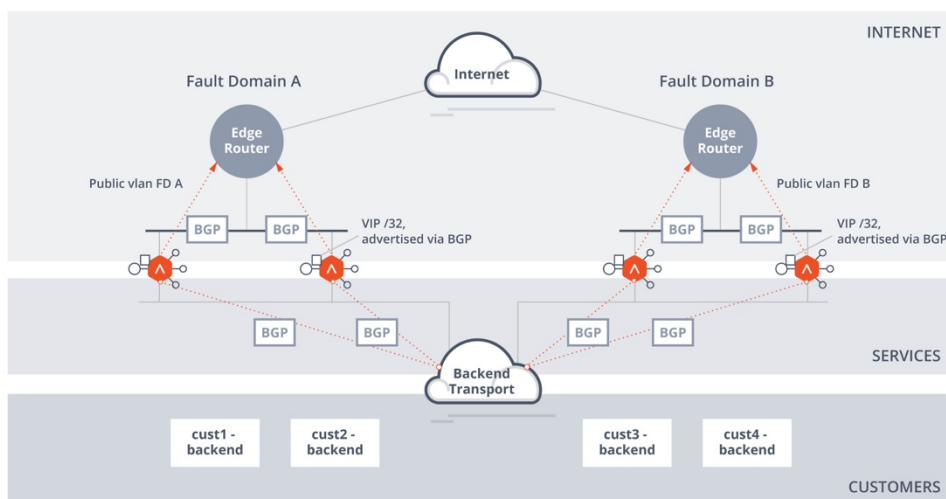 INTERNET
Internet
Fault Domain A
Fault Domain B
Edge
Router
Edge
Router
Public vlan FD A
Public vlan FD B
BGP
BGP
VIP /32,
advertised via BGP
BGP
BGP
VIP /32,
advertised via BGP
BGP
BGP
BGP
BGP
SERVICES
Backend
Transport
cust1 -
backend
cust2 -
backend
cust3 -
backend
cust4 -
backend
CUSTOMERS